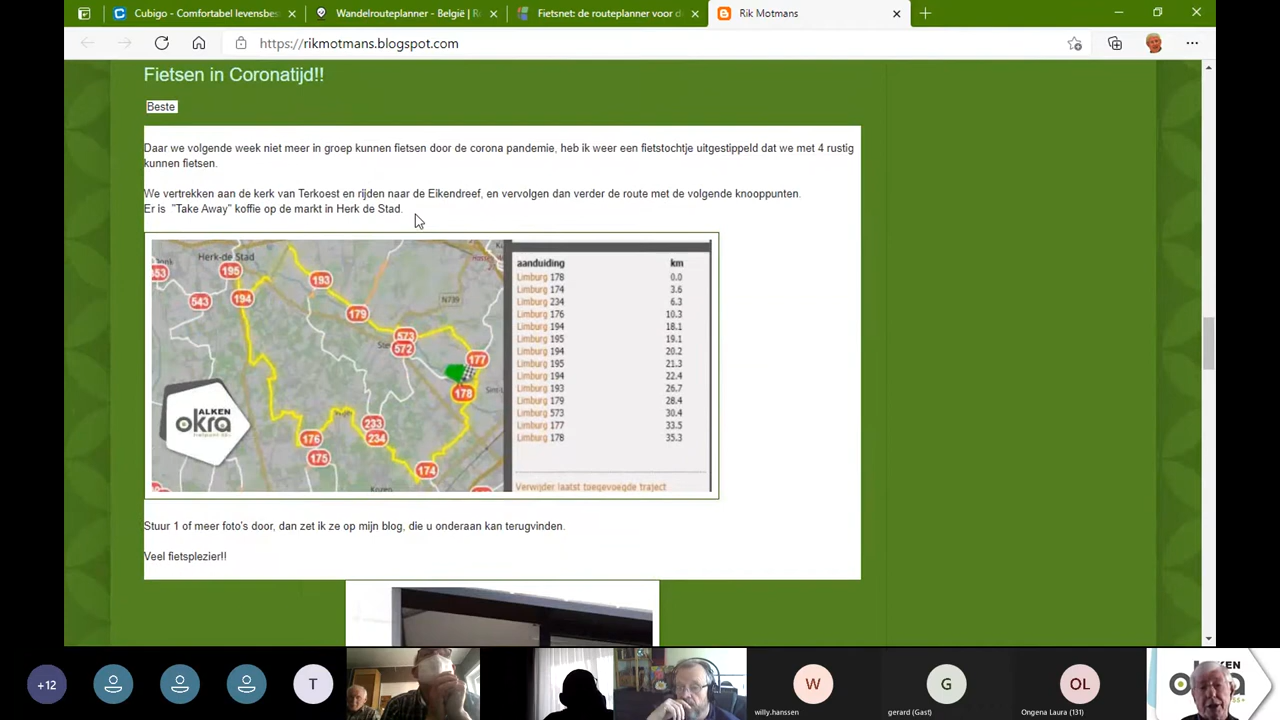 Cubigo - Comfortabel levensbes
Wandelrouteplanner - België | R
Fietsnet: de routeplanner voor d
Rik Motmans
https://rikmotmans.blogspot.com
Fietsen in Coronatijd!!
Beste
Daar we volgende week niet meer in groep kunnen fietsen door de corona pandemie, heb ik weer een fietstochtje uitgestippeld dat we met 4 rustig
kunnen fietsen.
We vertrekken aan de kerk van Terkoest en rijden naar de Eikendreef, en vervolgen dan verder de route met de volgende knooppunten.
Er is "Take Away" koffie op de markt in Herk de Stad.
Herk-de-Stad
553
195
193
194
543
179
N739
573
572
Ste
177
178
Sint
233
234
176
175
174
Kozen
ALKEN
okra
aanduiding km
Limburg 178 0.0
Limburg 174 3.6
Limburg 234 6.3
Limburg 176 10.3
Limburg 194 18.1
Limburg 195 19.1
Limburg 194 20.2
Limburg 195 21.3
Limburg 194 22.4
Limburg 193 26.7
Limburg 179 28.4
Limburg 573 30.4
Limburg 177 33.5
Limburg 178 35.3
Verwijder laatst toegevoegde traject
Stuur 1 of meer foto's door, dan zet ik ze op mijn blog, die u onderaan kan terugvinden.
Veel fietsplezier!!
+12
T
W
willy.hanssen
G
gerard (Gast)
OL
Ongena Laura (131)
KEN
55+